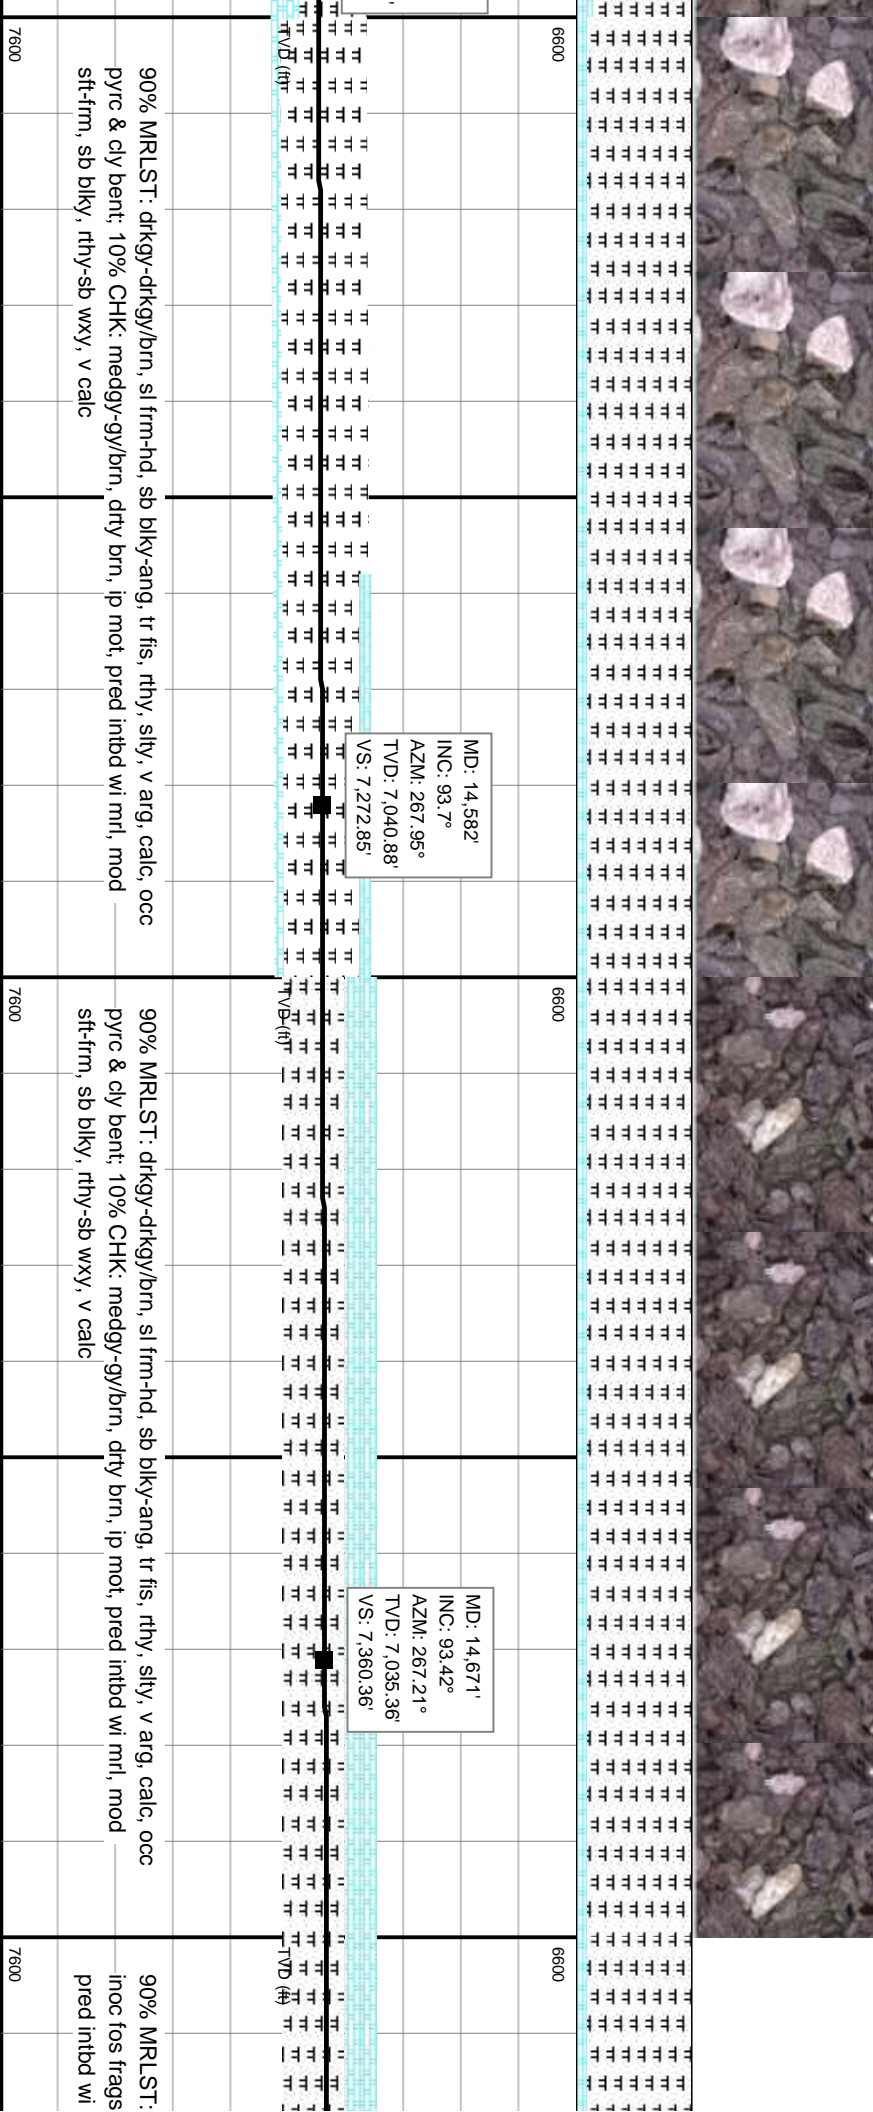 7600
TVD (ft)
6600
90% MRLST: drkgy-drkgy/brn, sl frm-hd, sb blky-ang, tr fis, rthy, slty, v arg, calc, occ
pyrc & cly bent; 10% CHK: medgy-gy/brn, drty brn, ip mot, pred intbd wi mrl, mod
sft-frm, sb blky, rthy-sb wxy, v calc
MD: 14,582'
INC: 93.7°
AZM: 267.95°
TVD: 7,040.88'
VS: 7,272.85'
7600
TVD (ft)
6600
90% MRLST: drkgy-drkgy/brn, sl frm-hd, sb blky-ang, tr fis, rthy, slty, v arg, calc, occ
pyrc & cly bent; 10% CHK: medgy-gy/brn, drty brn, ip mot, pred intbd wi mrl, mod
sft-frm, sb blky, rthy-sb wxy, v calc
MD: 14,671'
INC: 93.42°
AZM: 267.21°
TVD: 7,035.36'
VS: 7,360.36'
7600
TVD (ft)
6600
90% MRLST:
inoc fos frags
pred intbd wi